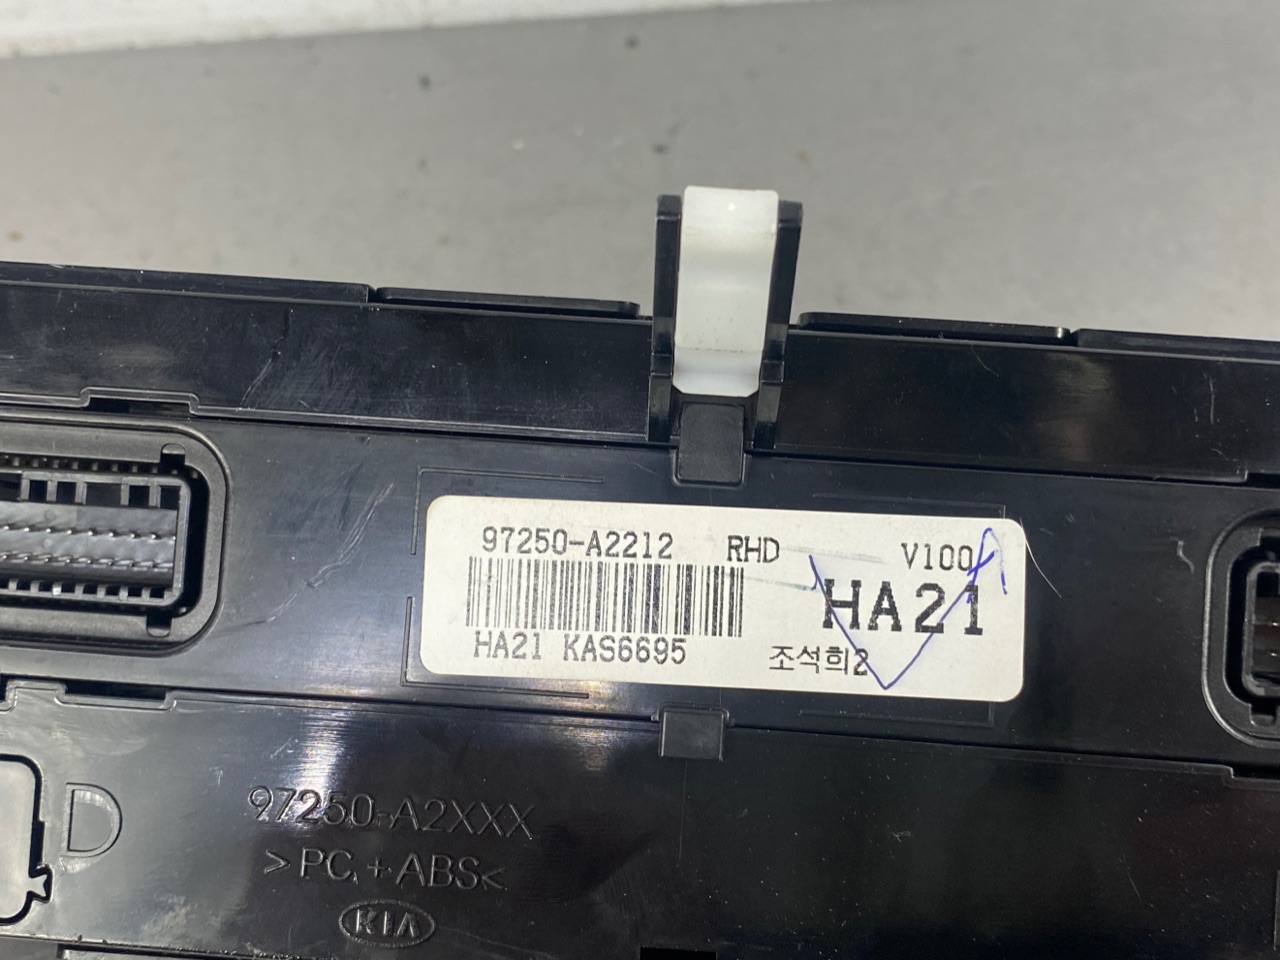 97250-A2212 RHD V100
HA21
HA21 KAS6695
조석희2
D
97250-A2XXX
>PC+ABS<
KIA